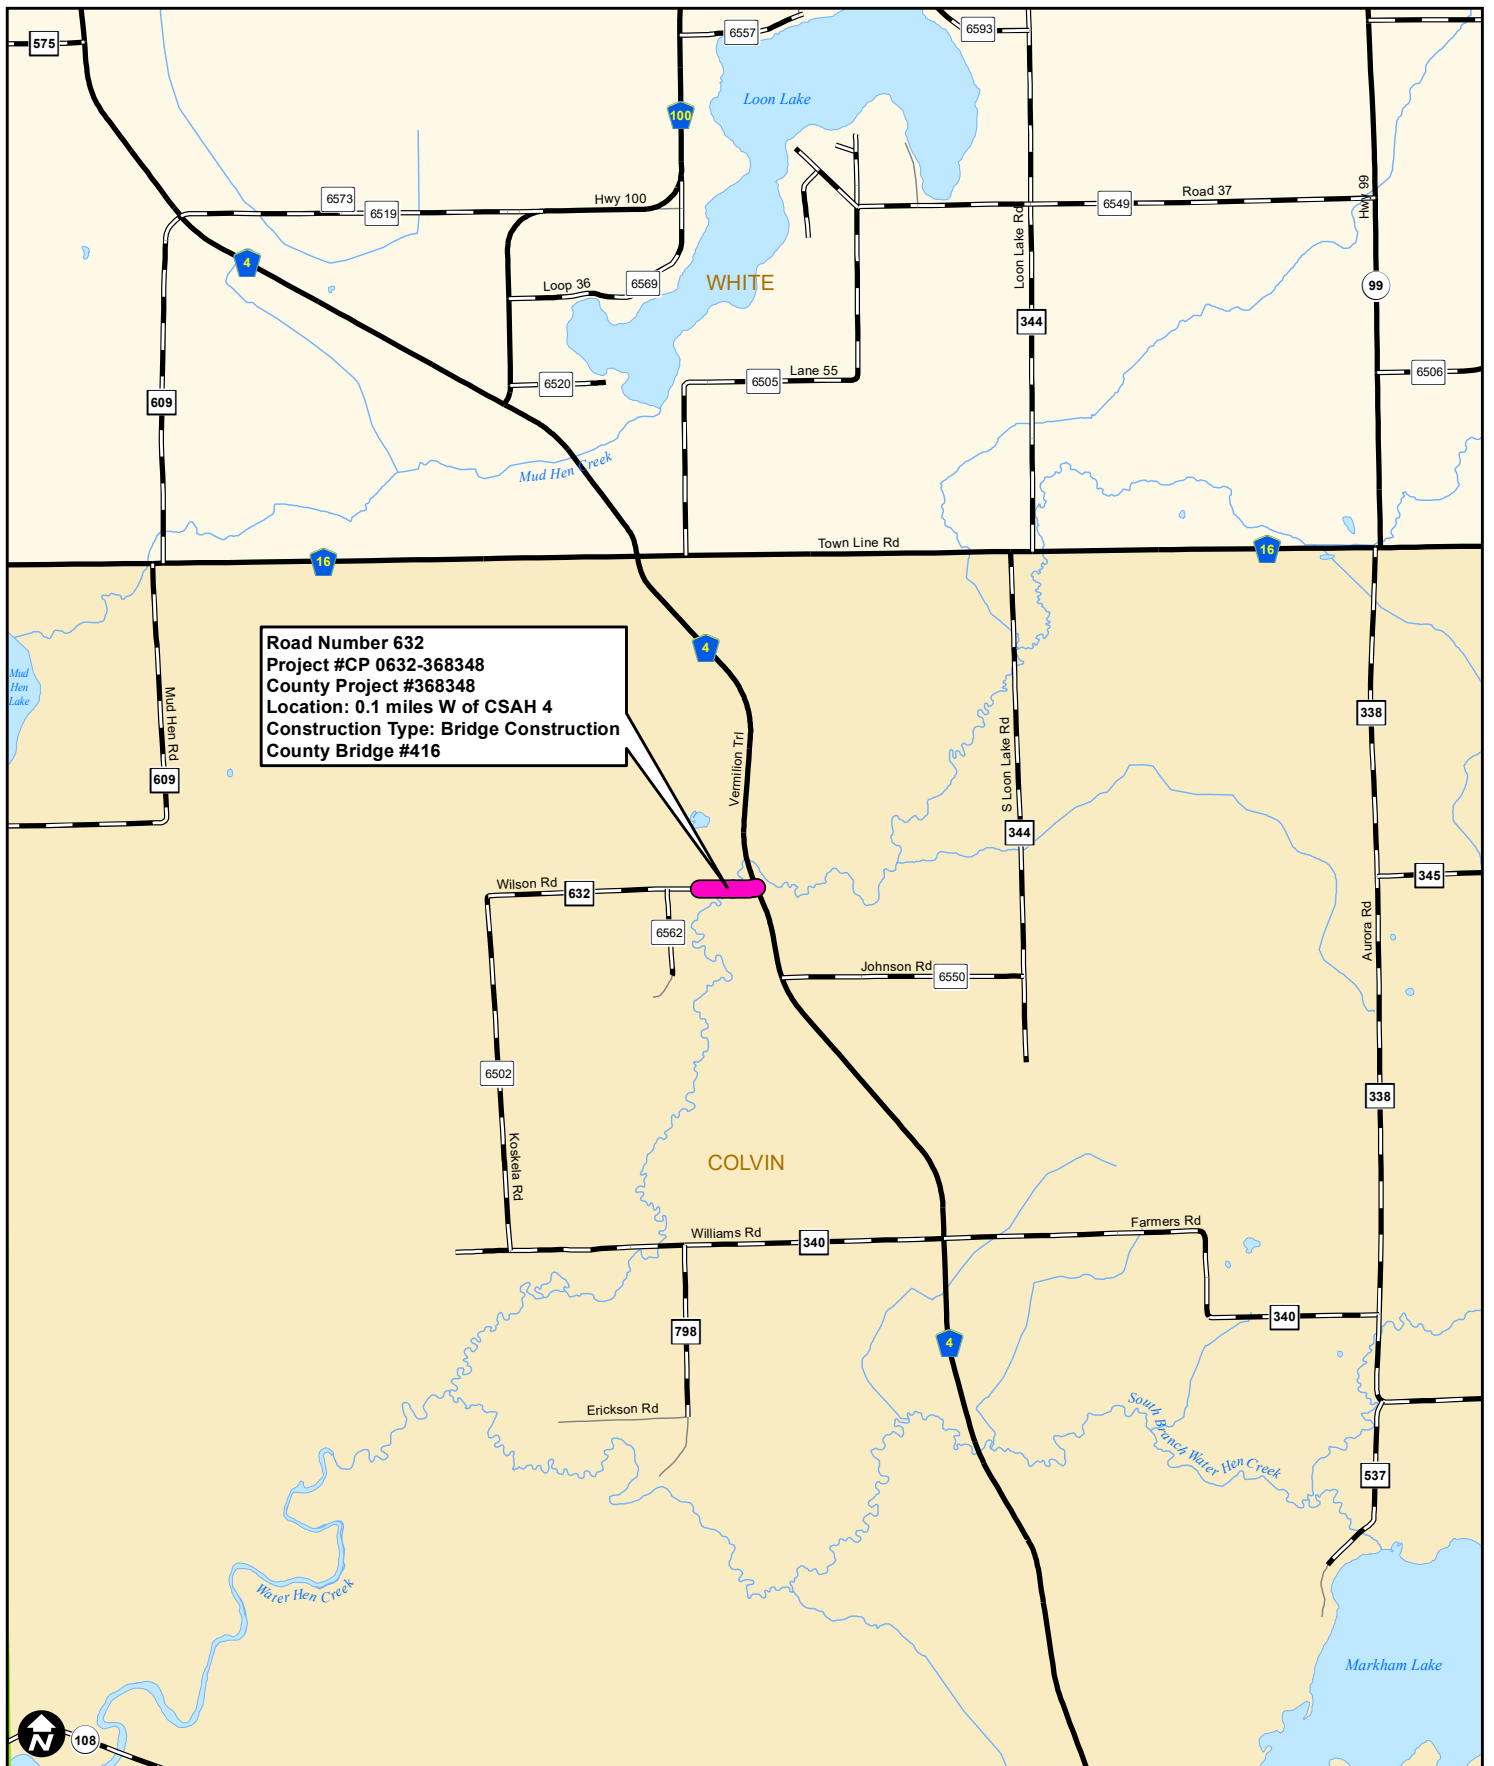 575
6557
6593
Loon Lake
100
6573
6519
Hwy 100
Road 37
6549
Hwy 99
Loon Lake Rd
4
Loop 36
6569
WHITE
99
344
609
6520
6505
Lane 55
6506
Mud Hen Creek
Town Line Rd
16
16
Road Number 632
Project #CP 0632-368348
County Project #368348
Location: 0.1 miles W of CSAH 4
Construction Type: Bridge Construction
County Bridge #416
4
Mud
Hen
Lake
Mud Hen Rd
609
Vermilion Trl
S Loon Lake Rd
338
344
Wilson Rd
632
345
6562
Aurora Rd
Johnson Rd
6550
6502
338
Koskela Rd
COLVIN
Williams Rd
340
Farmers Rd
798
4
340
Erickson Rd
South Branch Water Hen Creek
537
Water Hen Creek
Markham Lake
N
108